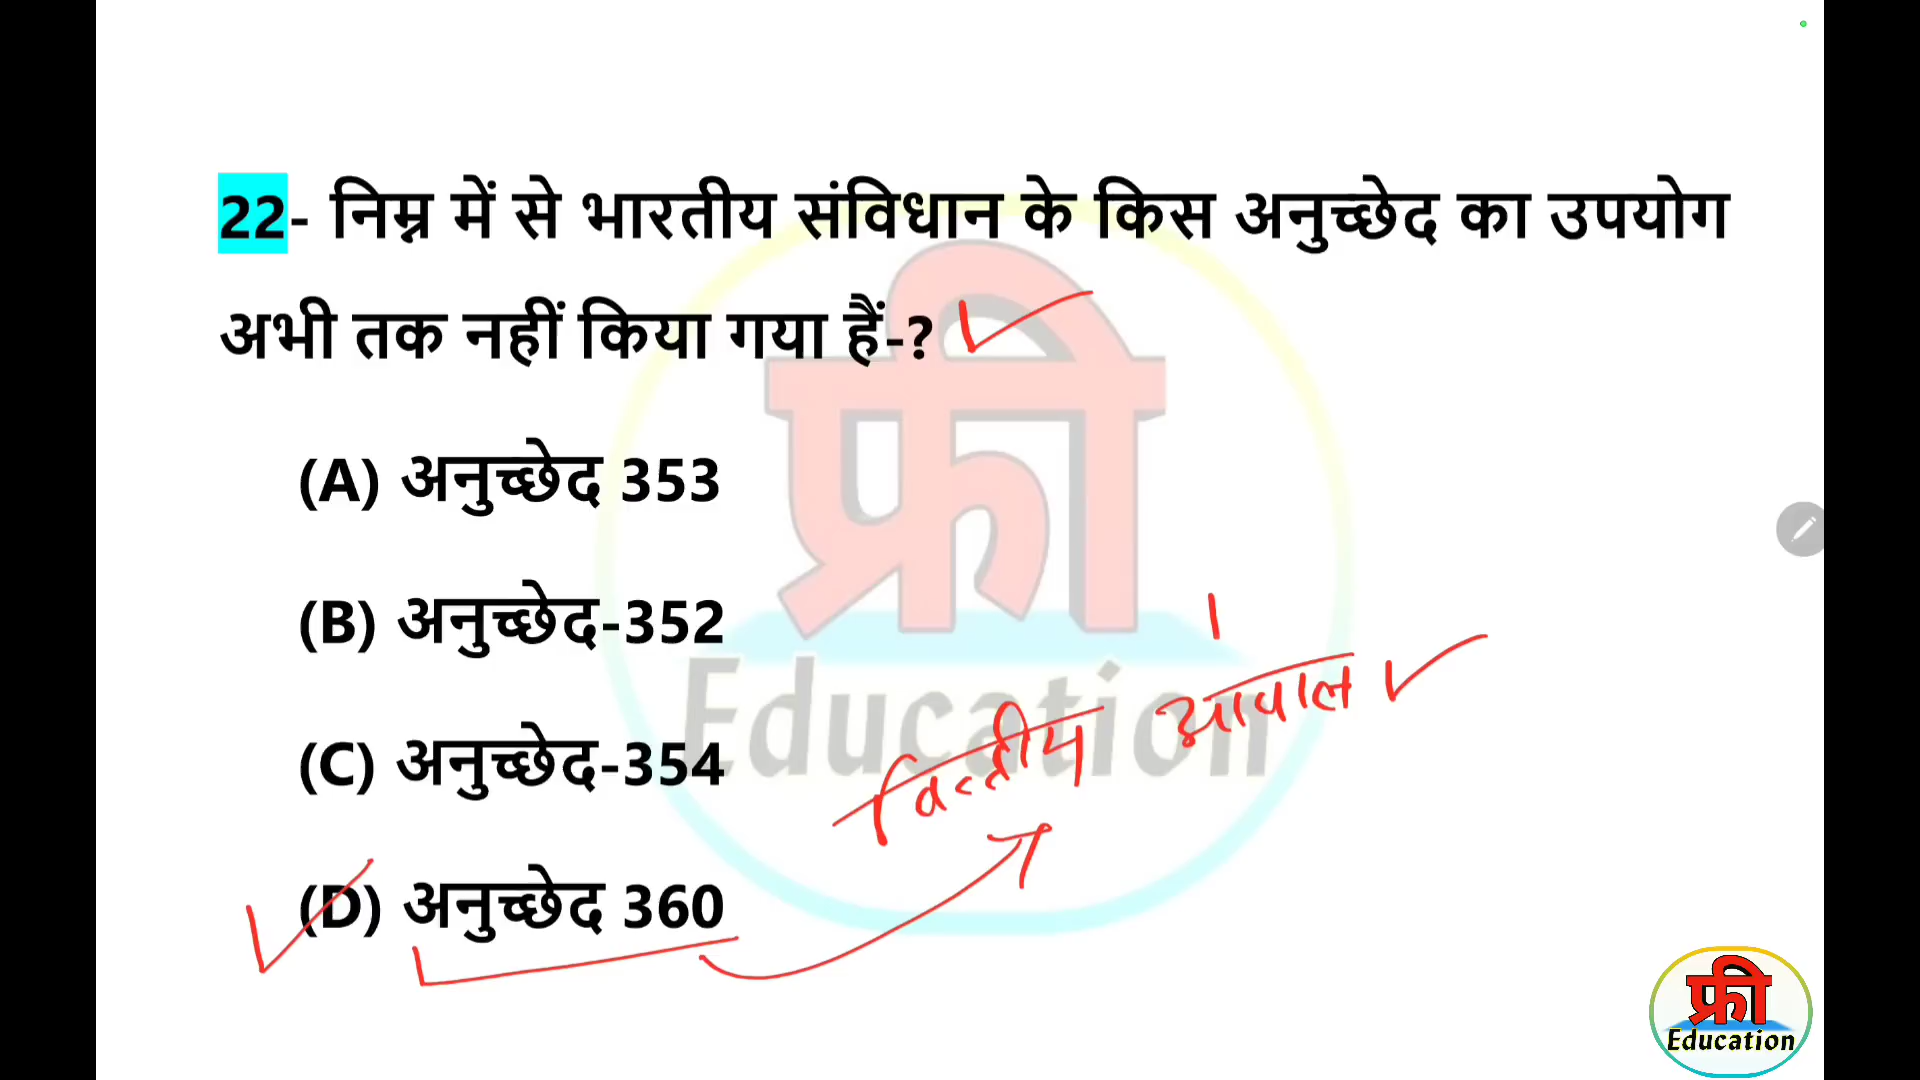 22- निम्न में से भारतीय संविधान के किस अनुच्छेद का उपयोग
अभी तक नहीं किया गया हैं-?
(A) अनुच्छेद 353
(B) अनुच्छेद-352
(C) अनुच्छेद-354
(D) अनुच्छेद 360
वित्तीय आपात
फ्री
Education
फ्री
Education